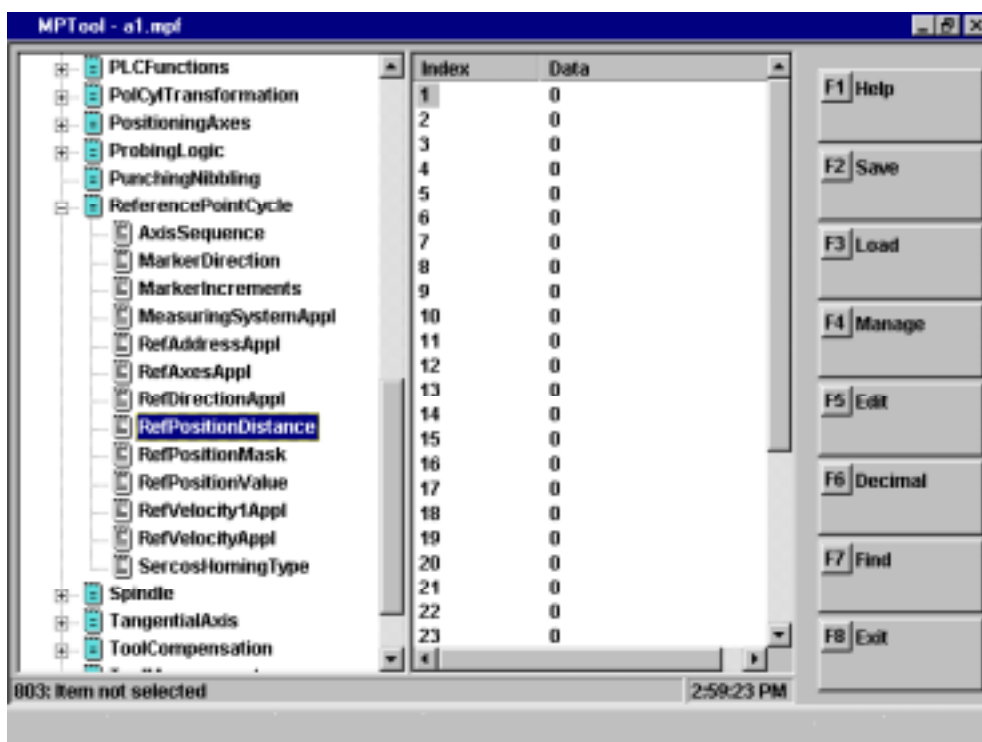 MPTool - a1.mpf
PLCFunctions
PolCylTransformation
PositioningAxes
ProbingLogic
PunchingNibbling
ReferencePointCycle
AxisSequence
MarkerDirection
MarkerIncrements
MeasuringSystemAppl
RefAddressAppl
RefAxesAppl
RefDirectionAppl
RefPositionDistance
RefPositionMask
RefPositionValue
RefVelocity1Appl
RefVelocityAppl
SercosHomingType
Spindle
TangentialAxis
ToolCompensation
Index Data
1 0
2 0
3 0
4 0
5 0
6 0
7 0
8 0
9 0
10 0
11 0
12 0
13 0
14 0
15 0
16 0
17 0
18 0
19 0
20 0
21 0
22 0
23 0
F1 Help
F2 Save
F3 Load
F4 Manage
F5 Edit
F6 Decimal
F7 Find
F8 Exit
803: Item not selected
2:59:23 PM